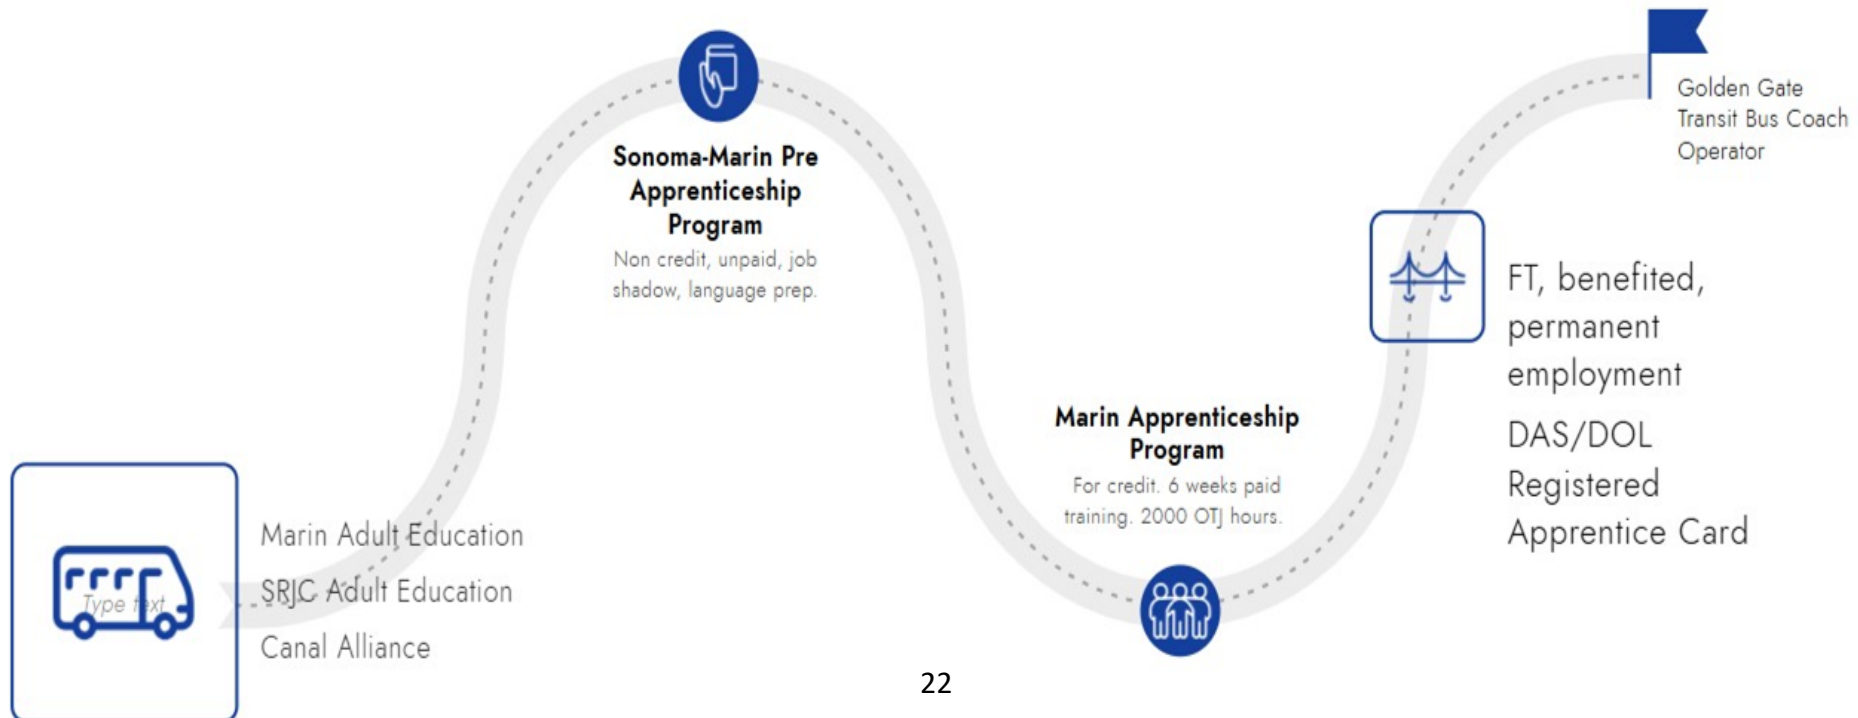 Marin Adult Education
SRJC Adult Education
Canal Alliance
Type text
Sonoma-Marin Pre
Apprenticeship
Program
Non credit, unpaid, job
shadow, language prep.
Marin Apprenticeship
Program
For credit. 6 weeks paid
training. 2000 OTJ hours.
FT, benefited,
permanent
employment
DAS/DOL
Registered
Apprentice Card
Golden Gate
Transit Bus Coach
Operator
22